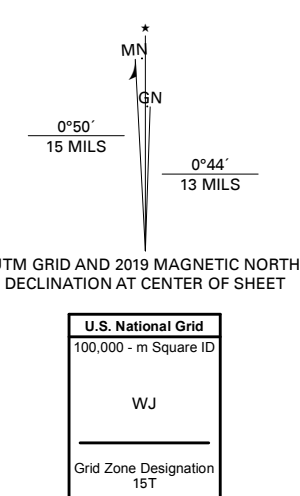 ★
MN
GN
0°50´
15 MILS
0°44´
13 MILS
UTM GRID AND 2019 MAGNETIC NORTH
DECLINATION AT CENTER OF SHEET
U.S. National Grid
100,000 - m Square ID
WJ
Grid Zone Designation
15T